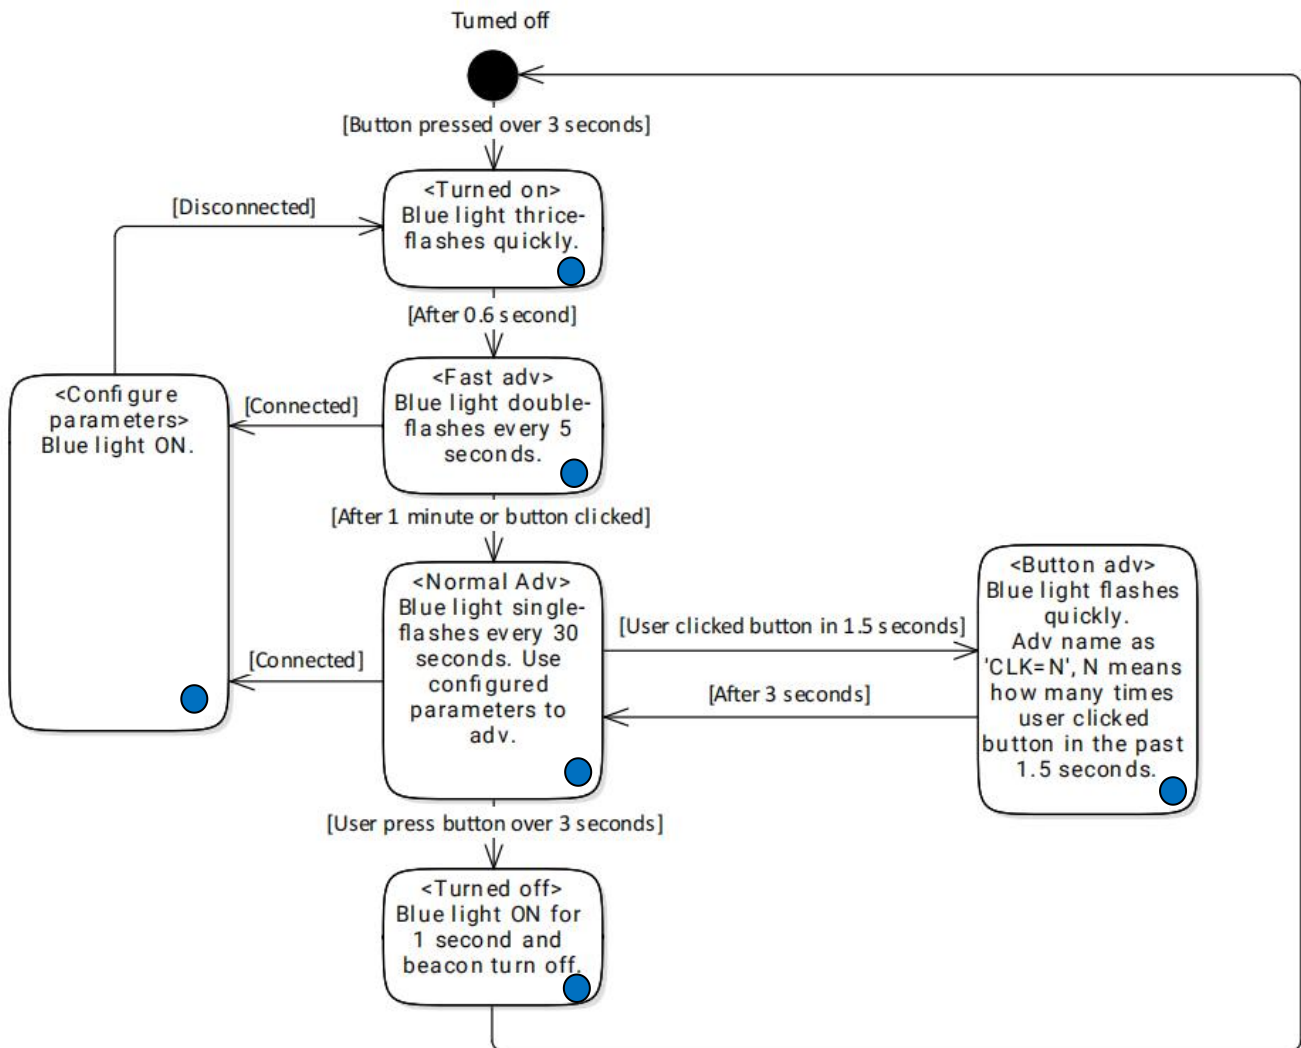 Turned off
[Button pressed over 3 seconds]
<Turned on>
Blue light thrice-
flashes quickly.
[Disconnected]
[After 0.6 second]
<Fast adv>
Blue light double-
flashes every 5
seconds.
[Connected]
<Configure
parameters>
Blue light ON.
[After 1 minute or button clicked]
<Normal Adv>
Blue light single-
flashes every 30
seconds. Use
configured
parameters to
adv.
[Connected]
[User clicked button in 1.5 seconds]
[After 3 seconds]
<Button adv>
Blue light flashes
quickly.
Adv name as
'CLK=N', N means
how many times
user clicked
button in the past
1.5 seconds.
[User press button over 3 seconds]
<Turned off>
Blue light ON for
1 second and
beacon turn off.